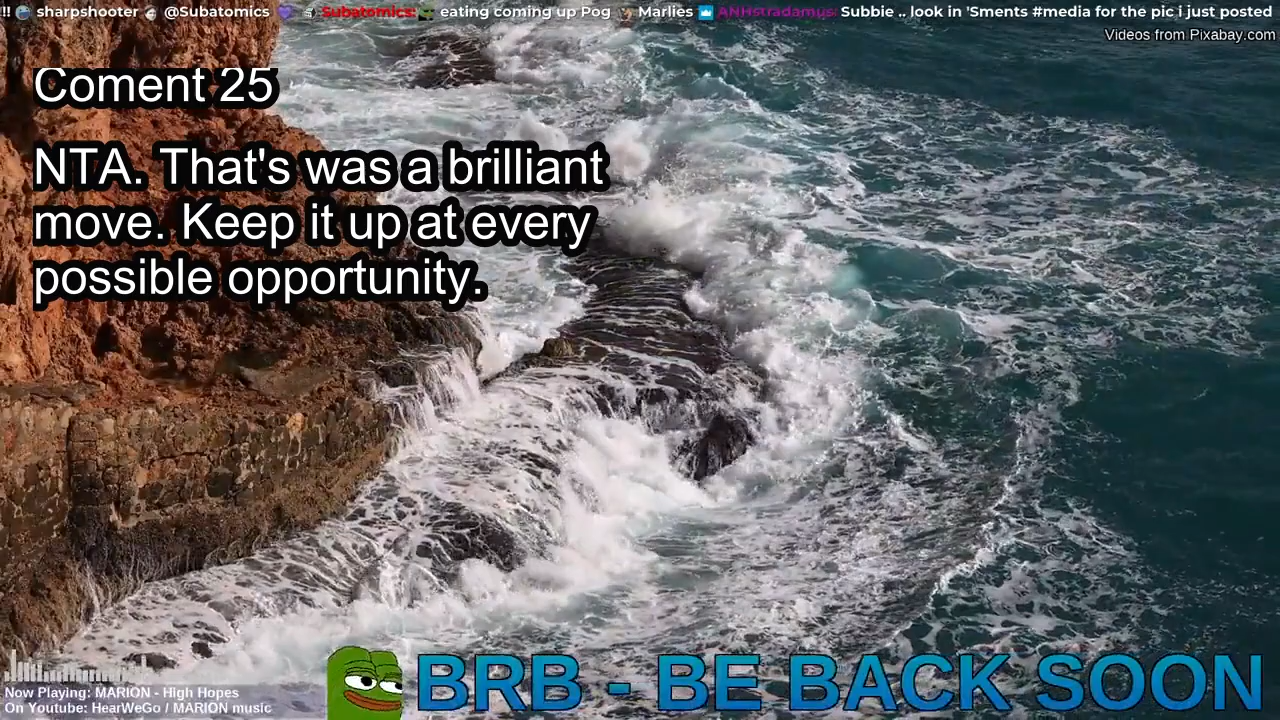 !! sharpshooter @Subatomics Subatomics: eating coming up Pog Marlies ANHstradamus: Subbie .. look in 'Sments #media for the pic i just posted
Videos from Pixabay.com
Coment 25
NTA. That's was a brilliant
move. Keep it up at every
possible opportunity.
BRB - BE BACK SOON
Now Playing: MARION - High Hopes
On Youtube: HearWeGo / MARION music